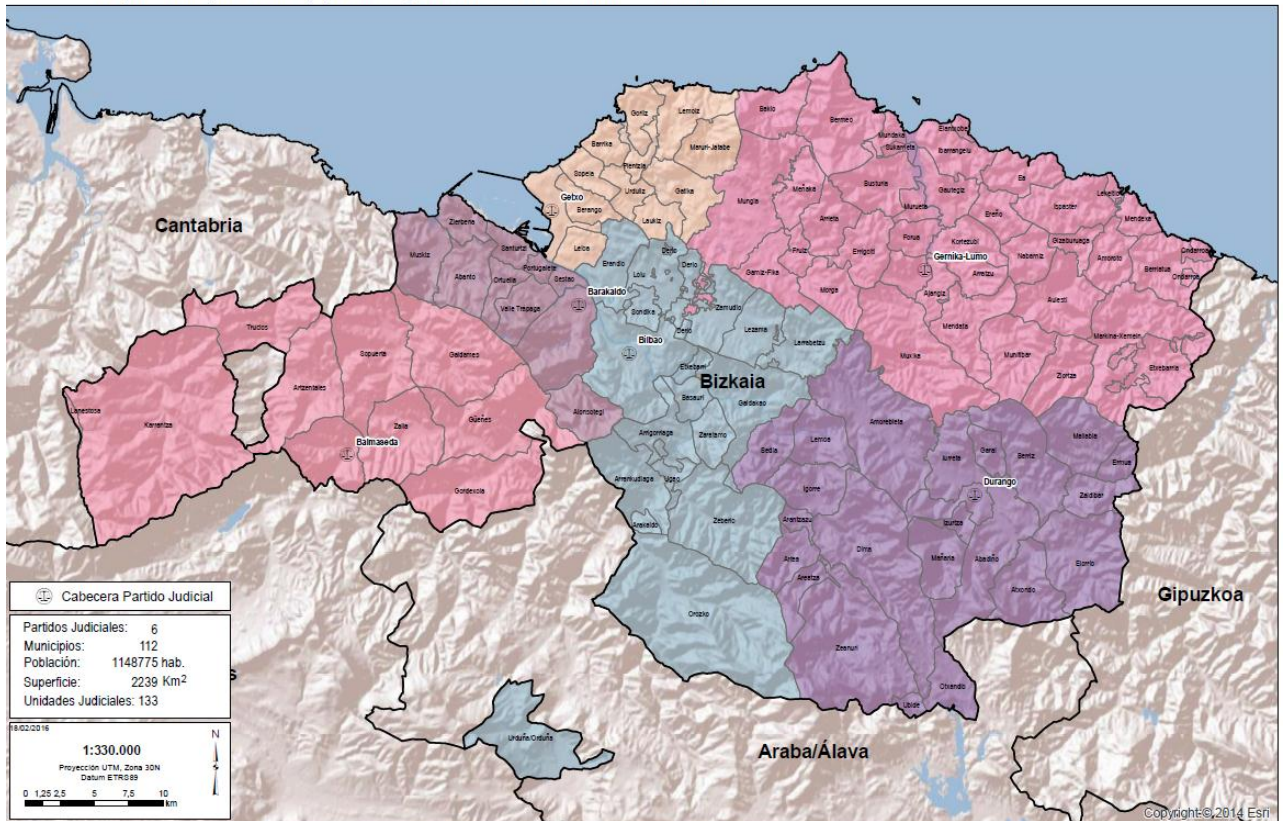 Cantabria
Bizkaia
Gipuzkoa
Araba/Álava
Getxo
Barakaldo
Bilbao
Balmaseda
Gernika-Lumo
Durango
Gorliz
Lemoiz
Barrika
Plentzia
Maruri-Jatabe
Sopela
Urduliz
Gatika
Berango
Laukiz
Leioa
Bakio
Bermeo
Mundaka
Sukarrieta
Elantxobe
Ibarrangelu
Ea
Mungia
Meñaka
Busturia
Gautegiz
Ispaster
Lekeitio
Mendexa
Arrieta
Murueta
Ereño
Gizaburuaga
Fruiz
Errigoiti
Forua
Kortezubi
Nabarniz
Amoroto
Berriatua
Ondarroa
Ondarroa
Gamiz-Fika
Morga
Ajangiz
Arratzu
Aulesti
Mendata
Markina-Xemein
Muxika
Munitibar
Ziortza
Etxebarria
Zierbena
Muskiz
Santurtzi
Portugalete
Abanto
Ortuella
Sestao
Valle Trapaga
Erandio
Loiu
Derio
Derio
Sondika
Zamudio
Derio
Lezama
Larrabetzu
Etxebarri
Basauri
Galdakao
Alonsotegi
Arrigorriaga
Zaratamo
Arrankudiaga
Ugao
Arakaldo
Zeberio
Orozko
Urduña/Orduña
Trucios
Sopuerta
Galdames
Artzentales
Lanestosa
Karrantza
Zalla
Güeñes
Gordexola
Amorebieta
Lemoa
Bedia
Igorre
Iurreta
Garai
Berriz
Mallabia
Ermua
Zaldibar
Arantzazu
Izurtza
Dima
Mañaria
Abadiño
Elorrio
Artea
Areatza
Atxondo
Zeanuri
Otxandio
Ubide
Cabecera Partido Judicial
Partidos Judiciales: 6
Municipios: 112
Población: 1148775 hab.
Superficie: 2239 Km²
Unidades Judiciales: 133
s
18/02/2016
N
1:330.000
Proyección UTM, Zona 30N
Datum ETRS89
0 1,25 2,5 5 7,5 10
km
Copyright:© 2014 Esri